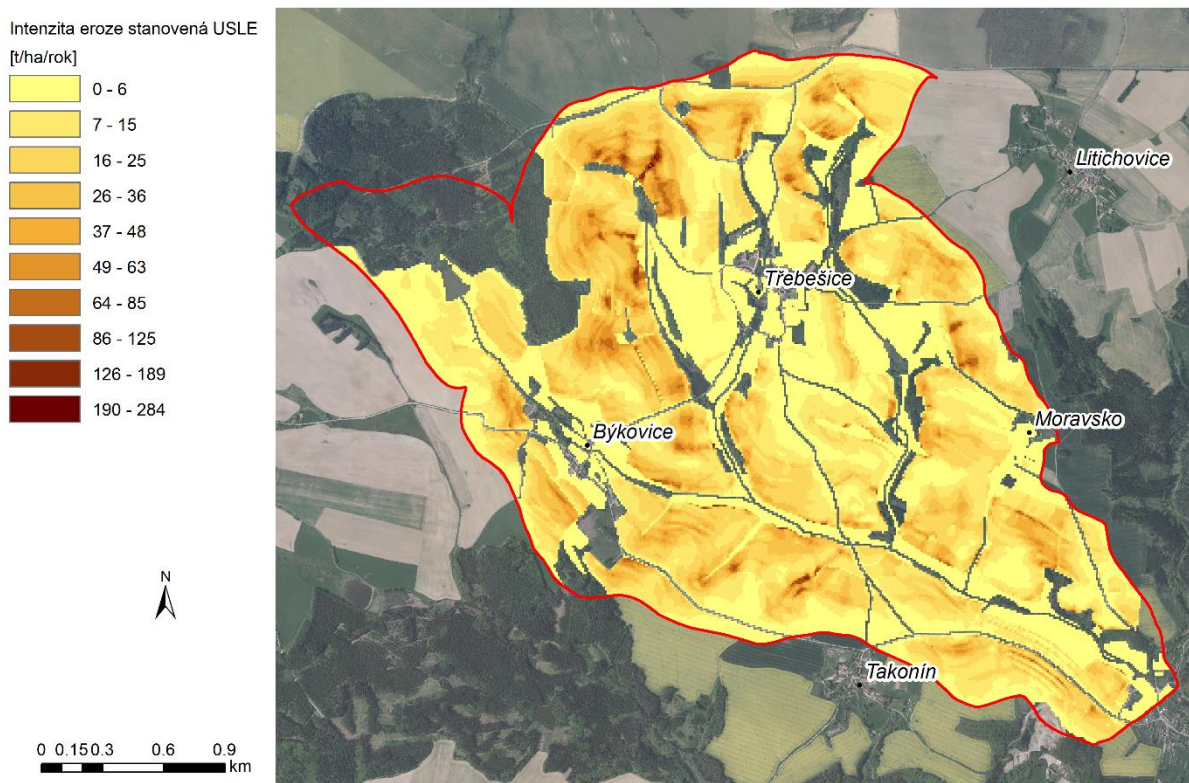 Intenzita eroze stanovená USLE
[t/ha/rok]
0 - 6
7 - 15
16 - 25
26 - 36
37 - 48
49 - 63
64 - 85
86 - 125
126 - 189
190 - 284
Litichovice
Třebešice
Moravsko
Býkovice
N
Takonín
0 0.15 0.3 0.6 0.9
km